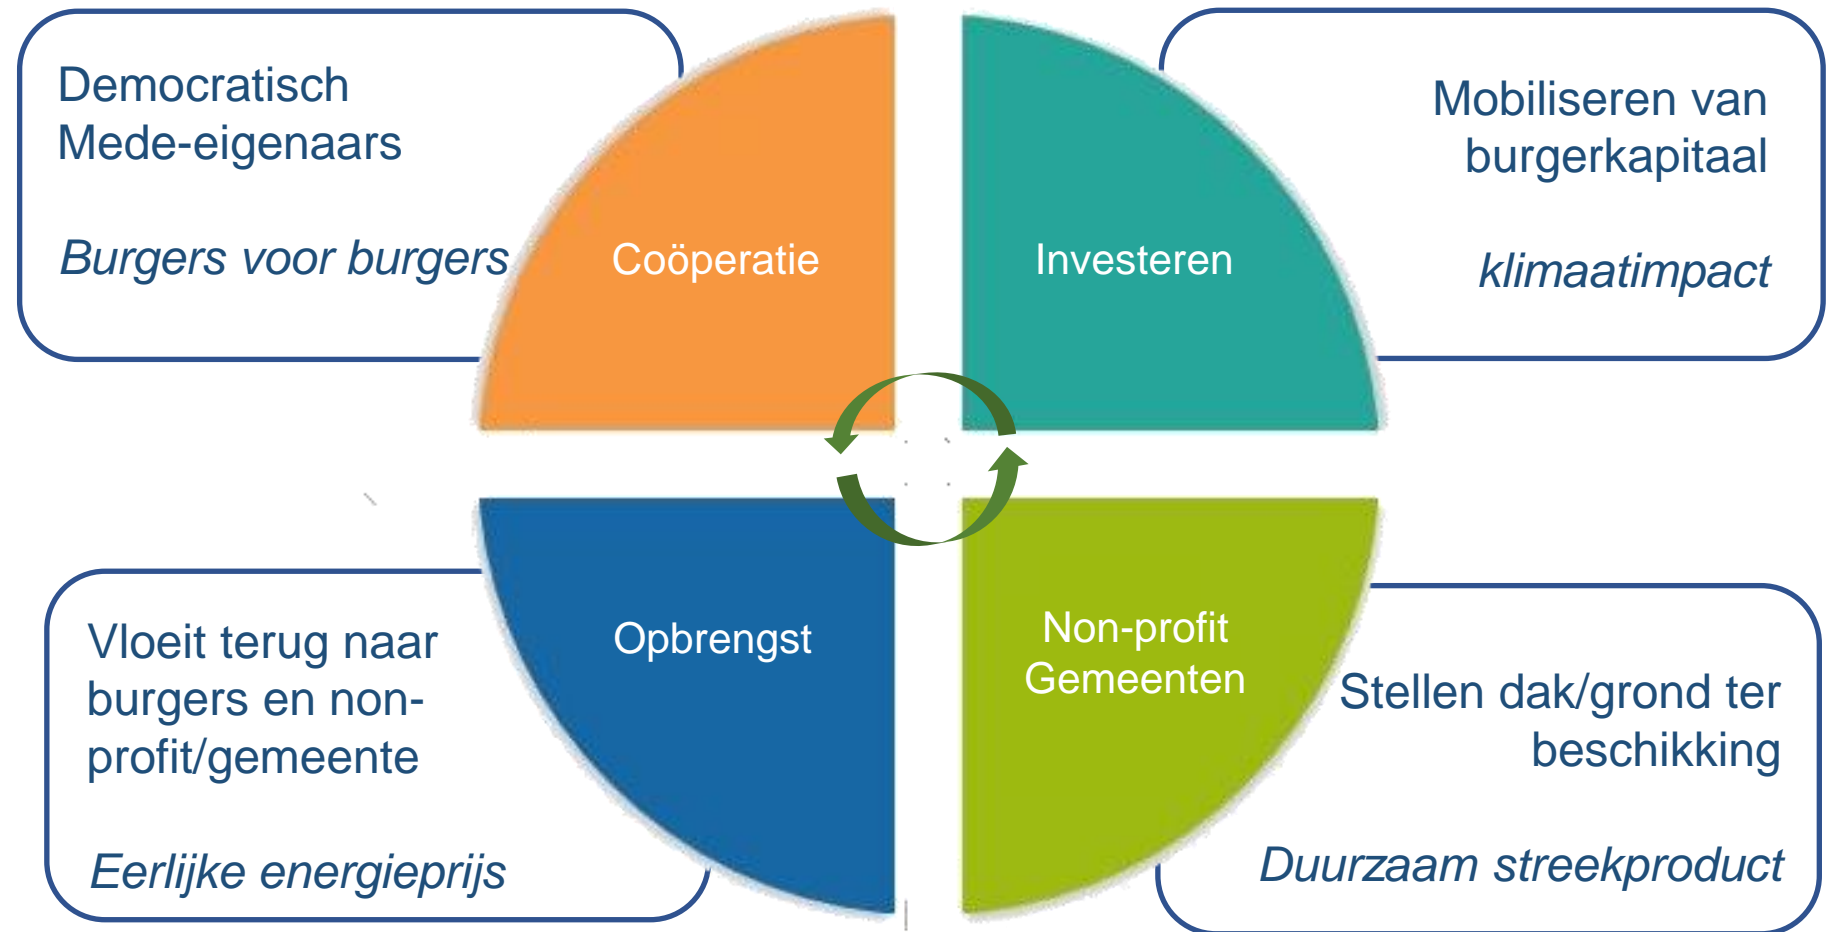 Democratisch
Mede-eigenaars
Burgers voor burgers
Coöperatie
Investeren
Mobiliseren van
burgerkapitaal
klimaatimpact
Vloeit terug naar
burgers en non-
profit/gemeente
Eerlijke energieprijs
Opbrengst
Non-profit
Gemeenten
Stellen dak/grond ter
beschikking
Duurzaam streekproduct